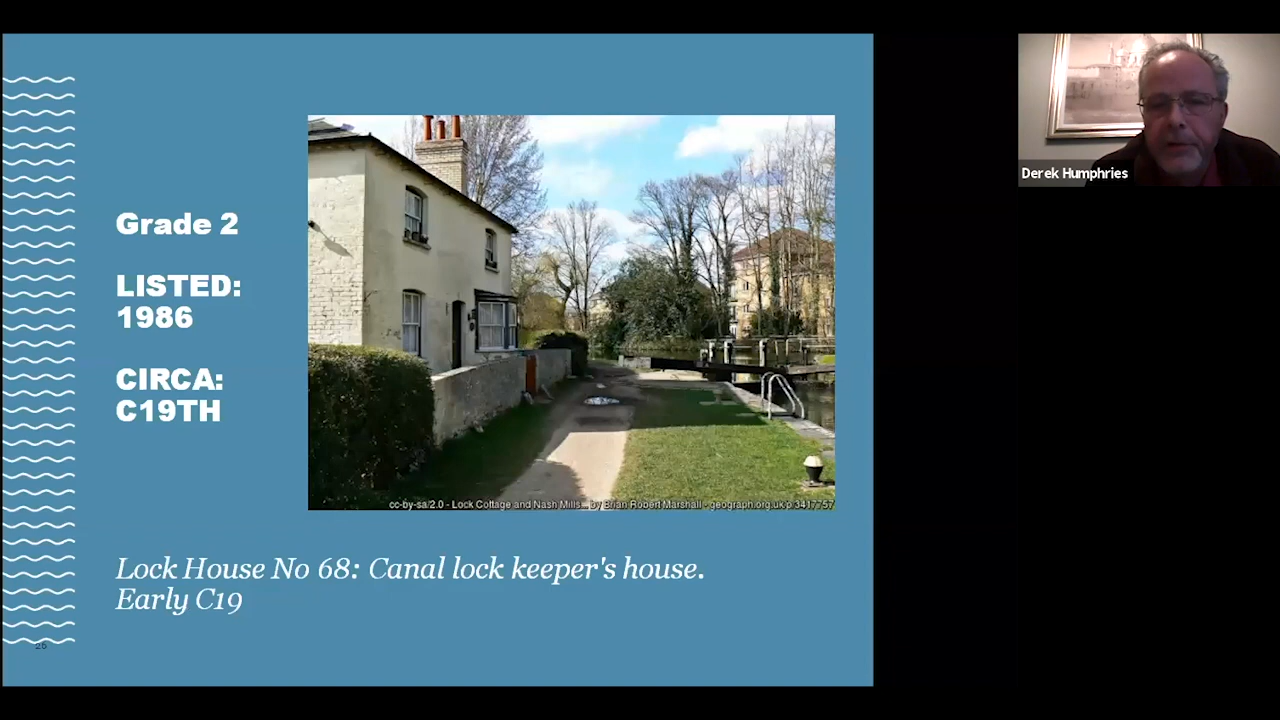 Grade 2
LISTED:
1986
CIRCA:
C19TH
cc-by-sa/2.0 - Lock Cottage and Nash Mills... by Brian Robert Marshall - geograph.org.uk/p/3417757
Lock House No 68: Canal lock keeper's house.
Early C19
25
Derek Humphries